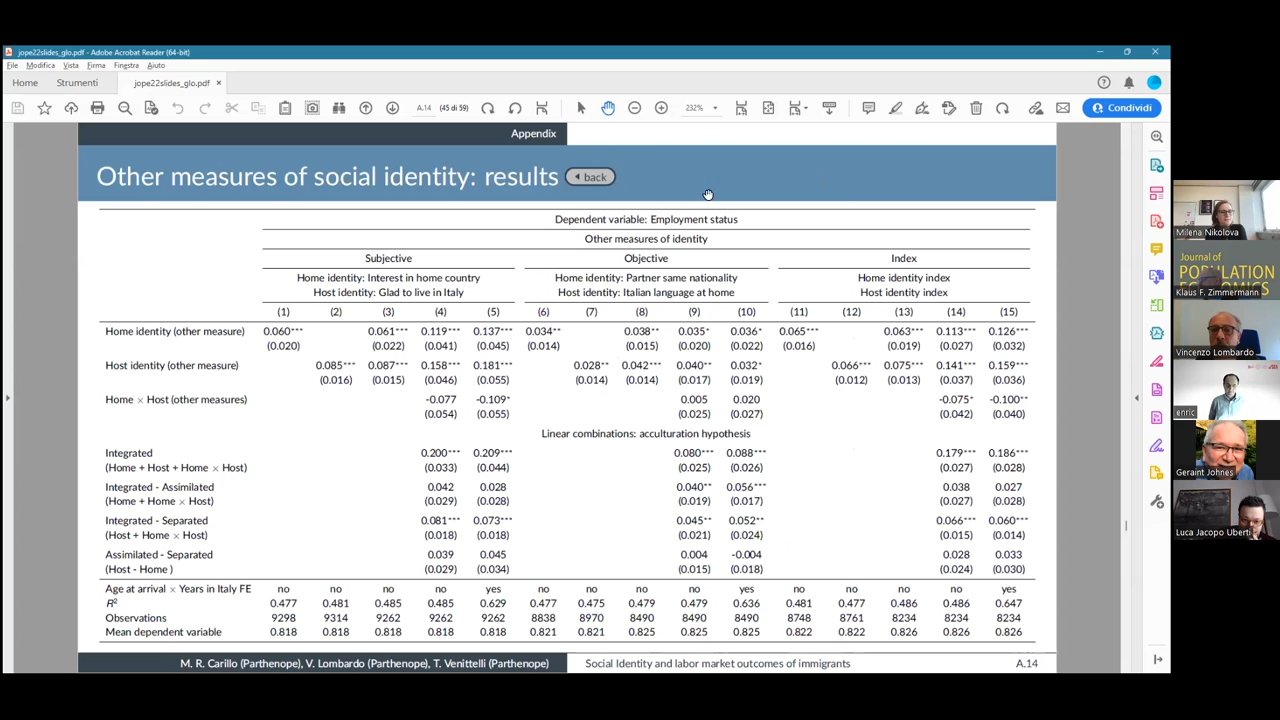 jope22slides_glo.pdf - Adobe Acrobat Reader (64-bit)
File Modifica Vista Firma Finestra Aiuto
Home Strumenti jope22slides_glo.pdf ×
A.14 (45 di 59) 232% Condividi
Appendix
Other measures of social identity: results back
Dependent variable: Employment status
Other measures of identity
Subjective Objective Index
Home identity: Interest in home country Home identity: Partner same nationality Home identity index
Host identity: Glad to live in Italy Host identity: Italian language at home Host identity index
(1) (2) (3) (4) (5) (6) (7) (8) (9) (10) (11) (12) (13) (14) (15)
Home identity (other measure) 0.060*** 0.061*** 0.119*** 0.137*** 0.034** 0.038** 0.035* 0.036* 0.065*** 0.063*** 0.113*** 0.126***
(0.020) (0.022) (0.041) (0.045) (0.014) (0.015) (0.020) (0.022) (0.016) (0.019) (0.027) (0.032)
Host identity (other measure) 0.085*** 0.087*** 0.158*** 0.181*** 0.028** 0.042*** 0.040** 0.032* 0.066*** 0.075*** 0.141*** 0.159***
(0.016) (0.015) (0.046) (0.055) (0.014) (0.014) (0.017) (0.019) (0.012) (0.013) (0.037) (0.036)
Home × Host (other measures) -0.077 -0.109* 0.005 0.020 -0.075* -0.100**
(0.054) (0.055) (0.025) (0.027) (0.042) (0.040)
Linear combinations: acculturation hypothesis
Integrated 0.200*** 0.209*** 0.080*** 0.088*** 0.179*** 0.186***
(Home + Host + Home × Host) (0.033) (0.044) (0.025) (0.026) (0.027) (0.028)
Integrated - Assimilated 0.042 0.028 0.040** 0.056*** 0.038 0.027
(Home + Home × Host) (0.029) (0.028) (0.019) (0.017) (0.027) (0.028)
Integrated - Separated 0.081*** 0.073*** 0.045** 0.052** 0.066*** 0.060***
(Host + Home × Host) (0.018) (0.018) (0.021) (0.024) (0.015) (0.014)
Assimilated - Separated 0.039 0.045 0.004 -0.004 0.028 0.033
(Host - Home ) (0.029) (0.034) (0.015) (0.018) (0.024) (0.030)
Age at arrival × Years in Italy FE no no no no yes no no no no yes no no no no yes
R² 0.477 0.481 0.485 0.485 0.629 0.477 0.475 0.479 0.479 0.636 0.481 0.477 0.486 0.486 0.647
Observations 9298 9314 9262 9262 9262 8838 8970 8490 8490 8490 8748 8761 8234 8234 8234
Mean dependent variable 0.818 0.818 0.818 0.818 0.818 0.821 0.821 0.825 0.825 0.825 0.822 0.822 0.826 0.826 0.826
M. R. Carillo (Parthenope), V. Lombardo (Parthenope), T. Venittelli (Parthenope) Social Identity and labor market outcomes of immigrants A.14
Milena Nikolova
Journal of
POPULATION
ECONOMICS
Klaus F. Zimmermann
Vincenzo Lombardo
enric
Geraint Johnes
Luca Jacopo Uberti